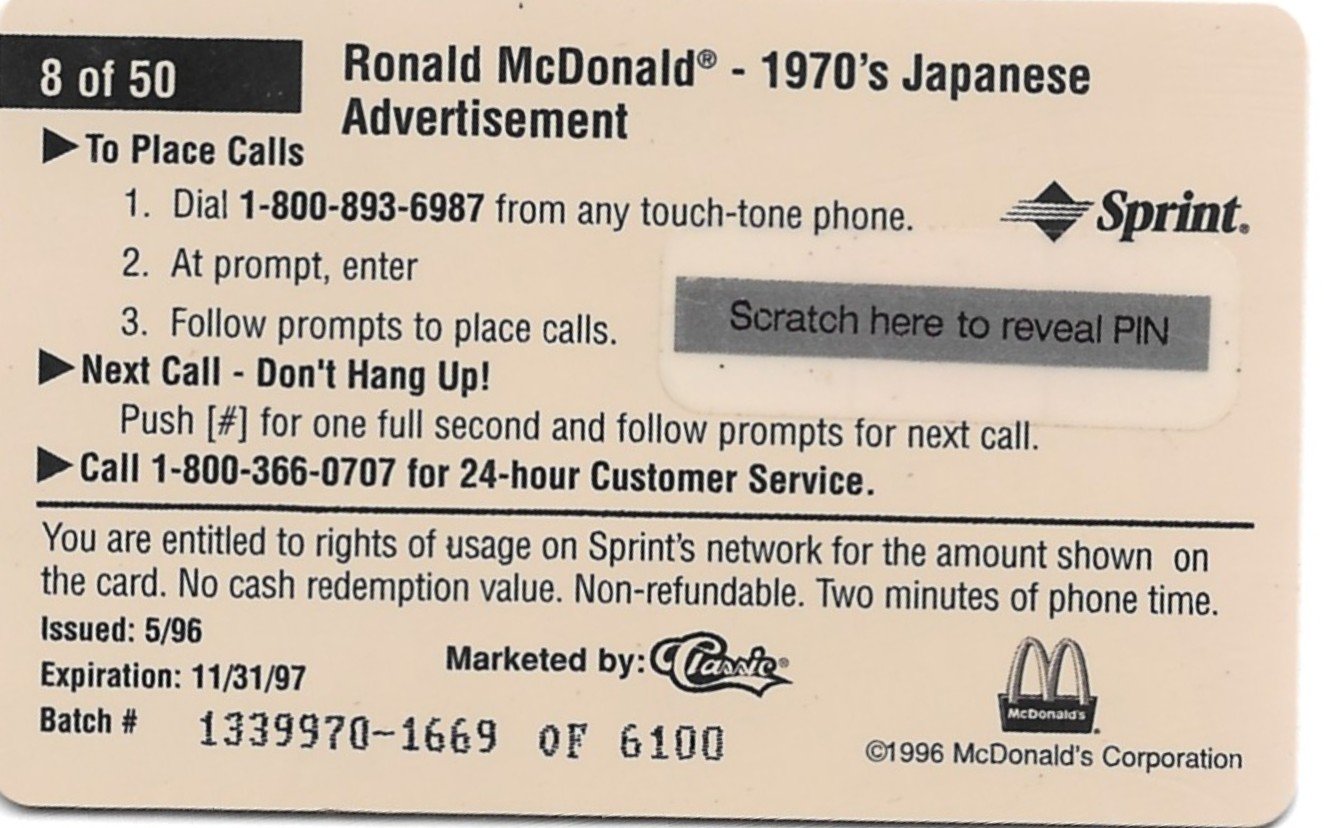 8 of 50
Ronald McDonald® - 1970's Japanese
Advertisement
▶To Place Calls
1. Dial 1-800-893-6987 from any touch-tone phone.
Sprint®
2. At prompt, enter
Scratch here to reveal PIN
3. Follow prompts to place calls.
▶Next Call - Don't Hang Up!
Push [#] for one full second and follow prompts for next call.
▶Call 1-800-366-0707 for 24-hour Customer Service.
You are entitled to rights of usage on Sprint's network for the amount shown on
the card. No cash redemption value. Non-refundable. Two minutes of phone time.
Issued: 5/96
Marketed by: Classic®
Expiration: 11/31/97
McDonald's®
Batch # 1339970-1669 OF 6100
©1996 McDonald's Corporation